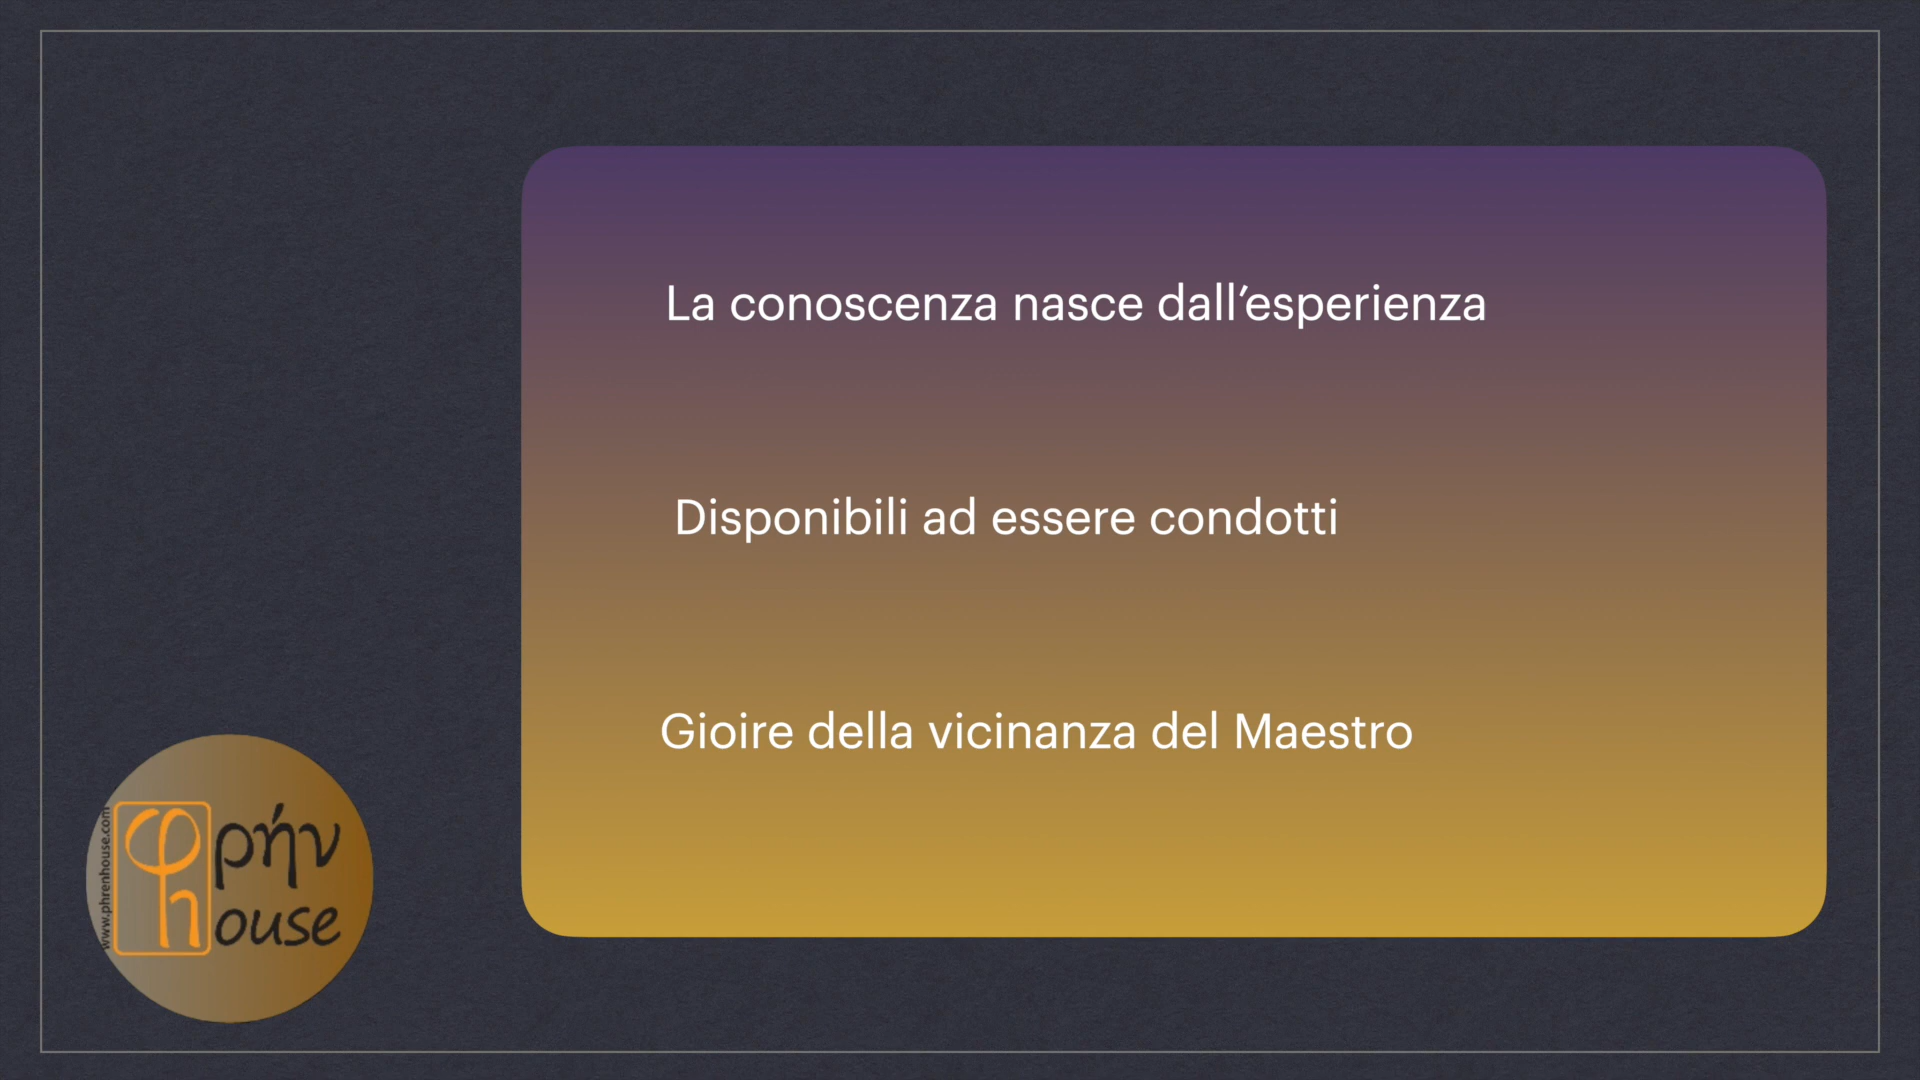 La conoscenza nasce dall’esperienza
Disponibili ad essere condotti
Gioire della vicinanza del Maestro
www.phrenhouse.com
φρήν
house